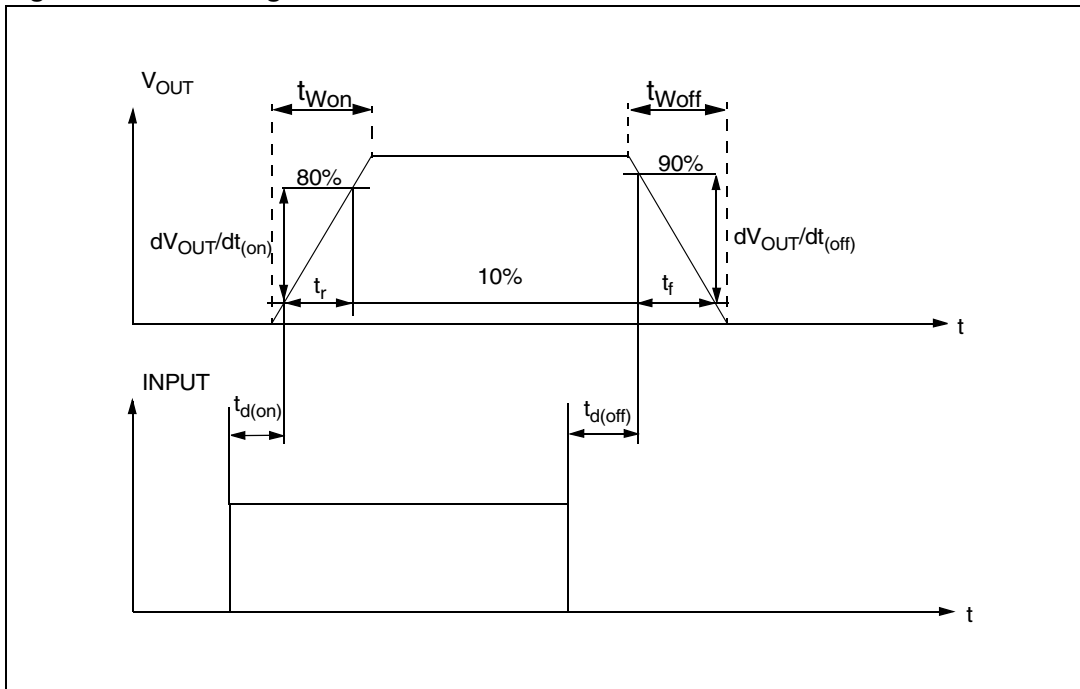 V_OUT
t_Won
t_Woff
80%
90%
dV_OUT/dt_(on)
dV_OUT/dt_(off)
t_r
10%
t_f
t
INPUT
t_d(on)
t_d(off)
t